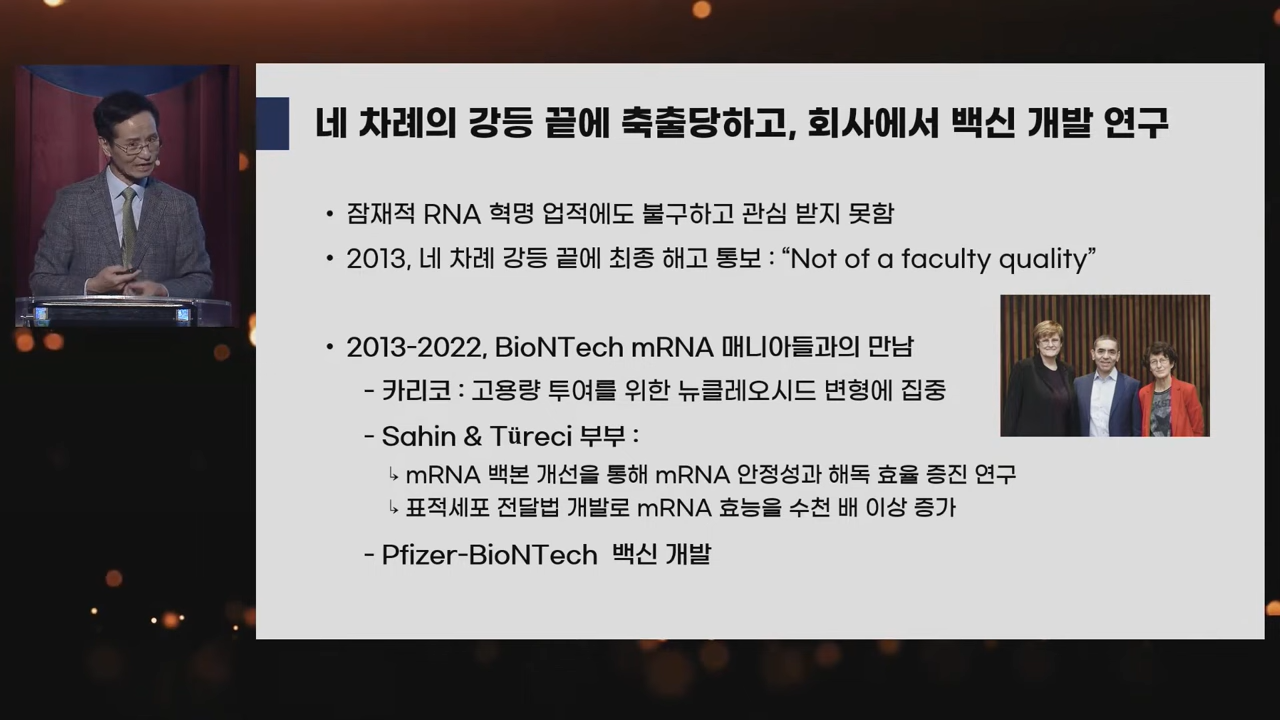 네 차례의 강등 끝에 축출당하고, 회사에서 백신 개발 연구
• 잠재적 RNA 혁명 업적에도 불구하고 관심 받지 못함
• 2013, 네 차례 강등 끝에 최종 해고 통보 : “Not of a faculty quality”
• 2013-2022, BioNTech mRNA 매니아들과의 만남
- 카리코 : 고용량 투여를 위한 뉴클레오시드 변형에 집중
- Sahin & Türeci 부부 :
↳ mRNA 백본 개선을 통해 mRNA 안정성과 해독 효율 증진 연구
↳ 표적세포 전달법 개발로 mRNA 효능을 수천 배 이상 증가
- Pfizer-BioNTech 백신 개발